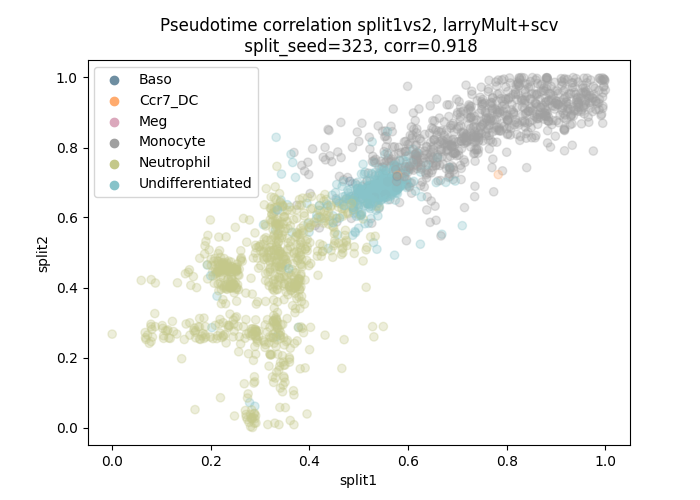 Pseudotime correlation split1vs2, larryMult+scv
split_seed=323, corr=0.918
Baso
Ccr7_DC
Meg
Monocyte
Neutrophil
Undifferentiated
split2
1.0
0.8
0.6
0.4
0.2
0.0
0.0 0.2 0.4 0.6 0.8 1.0
split1